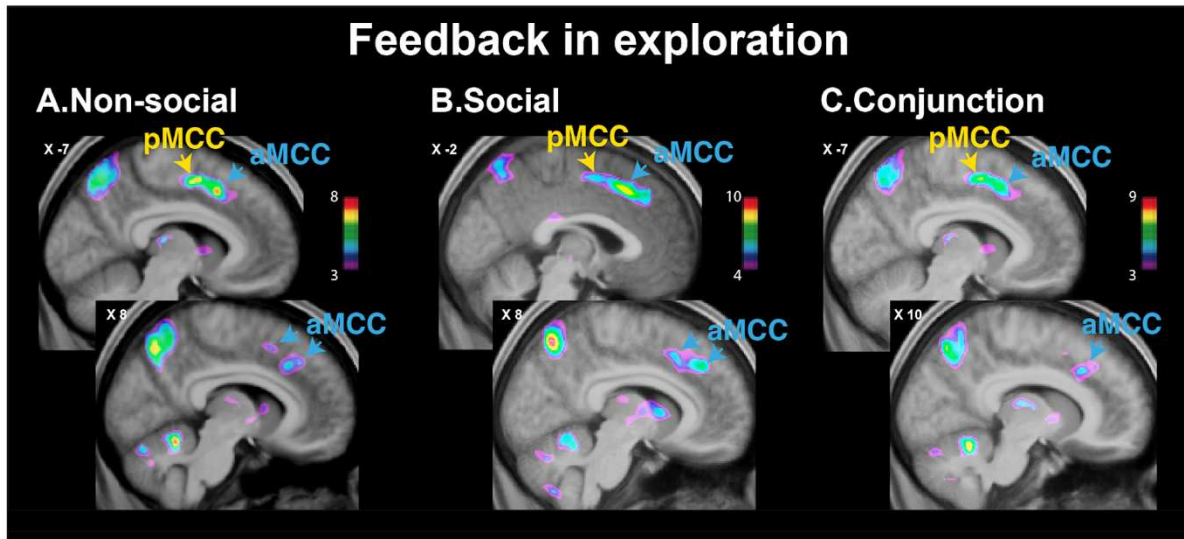 Feedback in exploration
A.Non-social
B.Social
C.Conjunction
X -7
pMCC
aMCC
8
3
X 8
aMCC
X -2
pMCC
aMCC
10
4
X 8
aMCC
X -7
pMCC
aMCC
9
3
X 10
aMCC